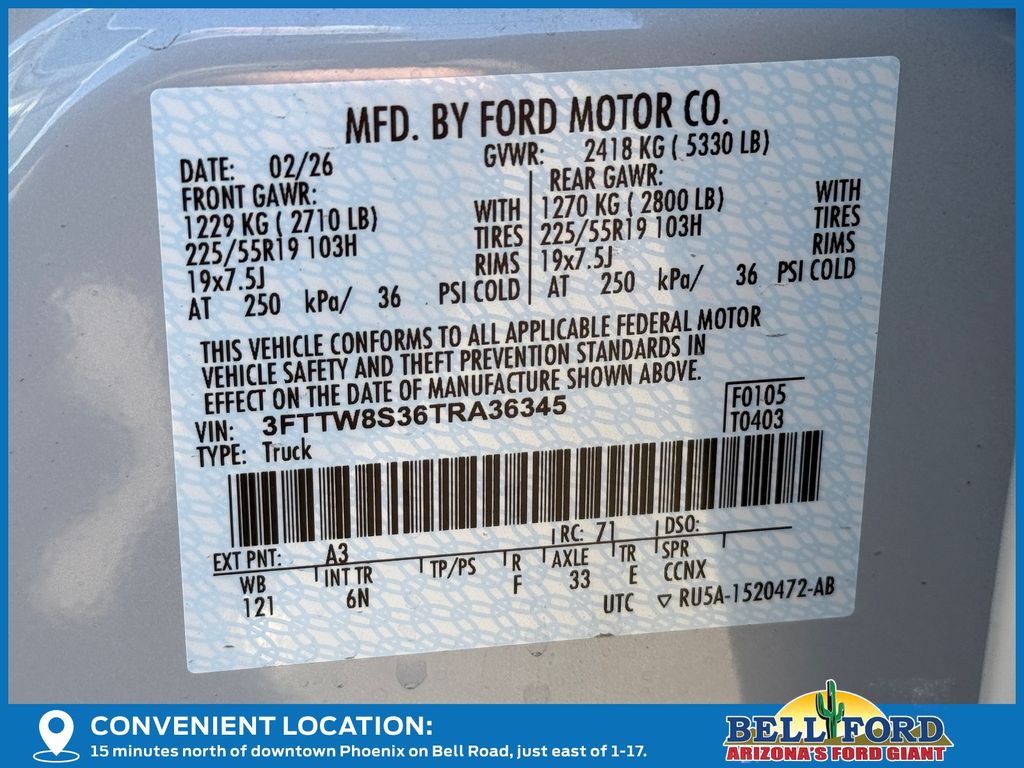 MFD. BY FORD MOTOR CO.
DATE: 02/26 GVWR: 2418 KG ( 5330 LB)
FRONT GAWR: REAR GAWR:
1229 KG ( 2710 LB) WITH 1270 KG ( 2800 LB) WITH
225/55R19 103H TIRES 225/55R19 103H TIRES
19x7.5J RIMS 19x7.5J RIMS
AT 250 kPa/ 36 PSI COLD AT 250 kPa/ 36 PSI COLD
THIS VEHICLE CONFORMS TO ALL APPLICABLE FEDERAL MOTOR
VEHICLE SAFETY AND THEFT PREVENTION STANDARDS IN
EFFECT ON THE DATE OF MANUFACTURE SHOWN ABOVE.
VIN: 3FTTW8S36TRA36345 F0105
TYPE: Truck T0403
EXT PNT: A3 RC: 71 DSO:
WB INT TR TP/PS R AXLE TR SPR
121 6N F 33 E CCNX
UTC ▽ RU5A-1520472-AB
CONVENIENT LOCATION:
15 minutes north of downtown Phoenix on Bell Road, just east of 1-17.
BELL FORD
ARIZONA'S FORD GIANT